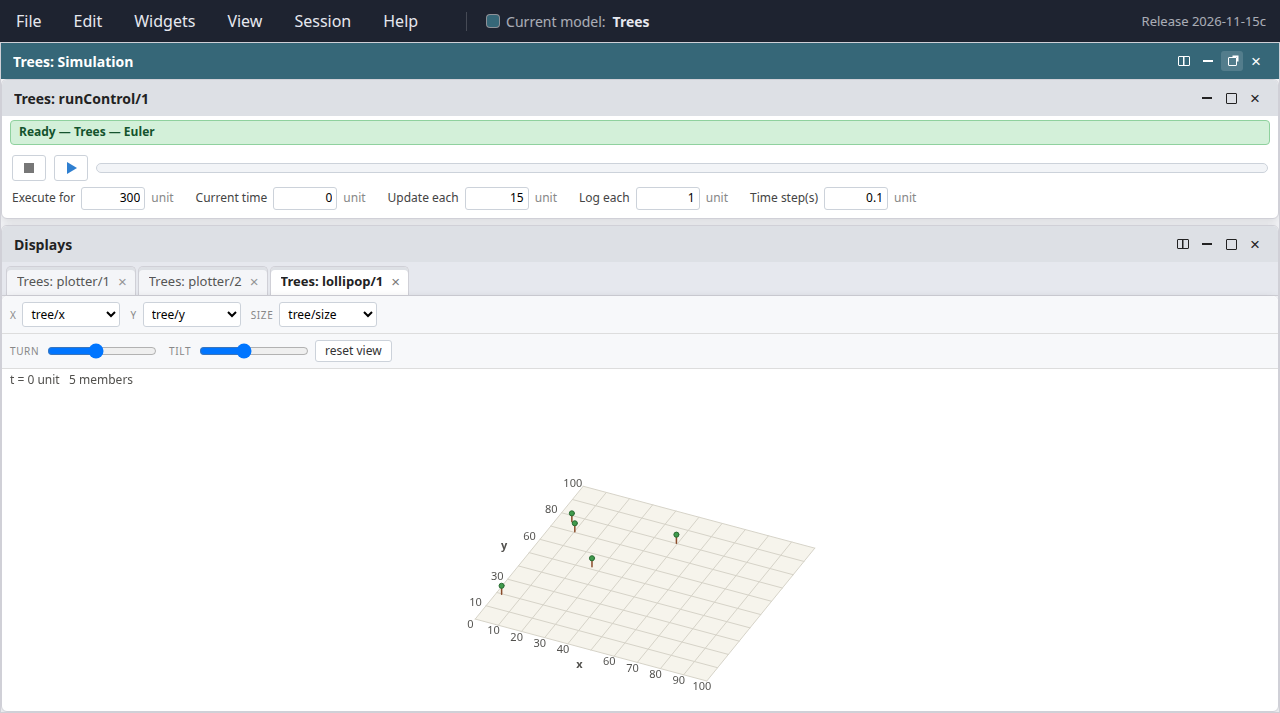 File Edit Widgets View Session Help Current model: Trees Release 2026-11-15c
Trees: Simulation
Trees: runControl/1
Ready — Trees — Euler
Execute for 300 unit Current time 0 unit Update each 15 unit Log each 1 unit Time step(s) 0.1 unit
Displays
Trees: plotter/1 × Trees: plotter/2 × Trees: lollipop/1 ×
X tree/x Y tree/y SIZE tree/size
TURN TILT reset view
t = 0 unit 5 members
100
80
60
y
30
10
0
10
20
30
40
x
60
70
80
90
100